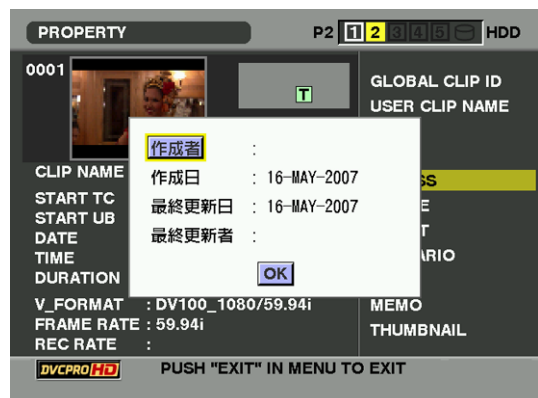 PROPERTY
P2 1 2 3 4 5 HDD
0001
T
GLOBAL CLIP ID
USER CLIP NAME
作成者 :
作成日 : 16-MAY-2007
最終更新日 : 16-MAY-2007
最終更新者 :
OK
CLIP NAME
START TC
START UB
DATE
TIME
DURATION
V_FORMAT : DV100_1080/59.94i
FRAME RATE : 59.94i
REC RATE :
MEMO
THUMBNAIL
DVCPRO HD
PUSH "EXIT" IN MENU TO EXIT